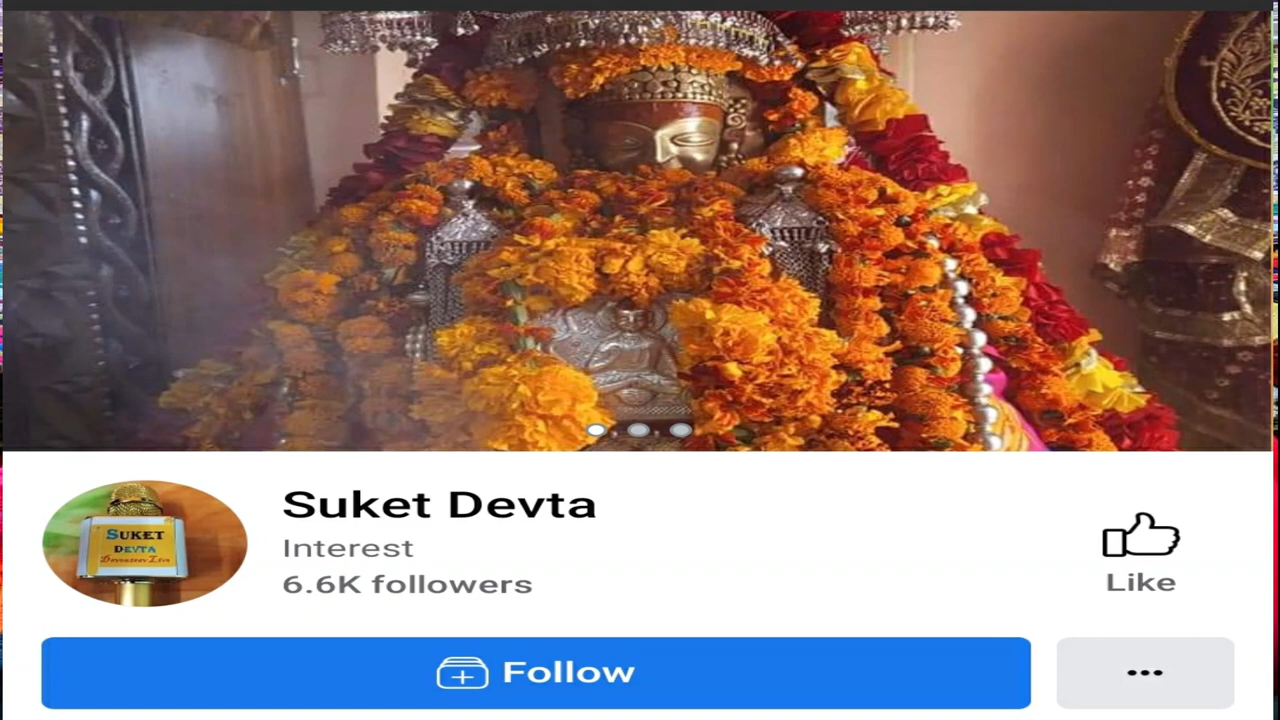 Suket Devta
Interest
6.6K followers
Like
SUKET
DEVTA
Follow